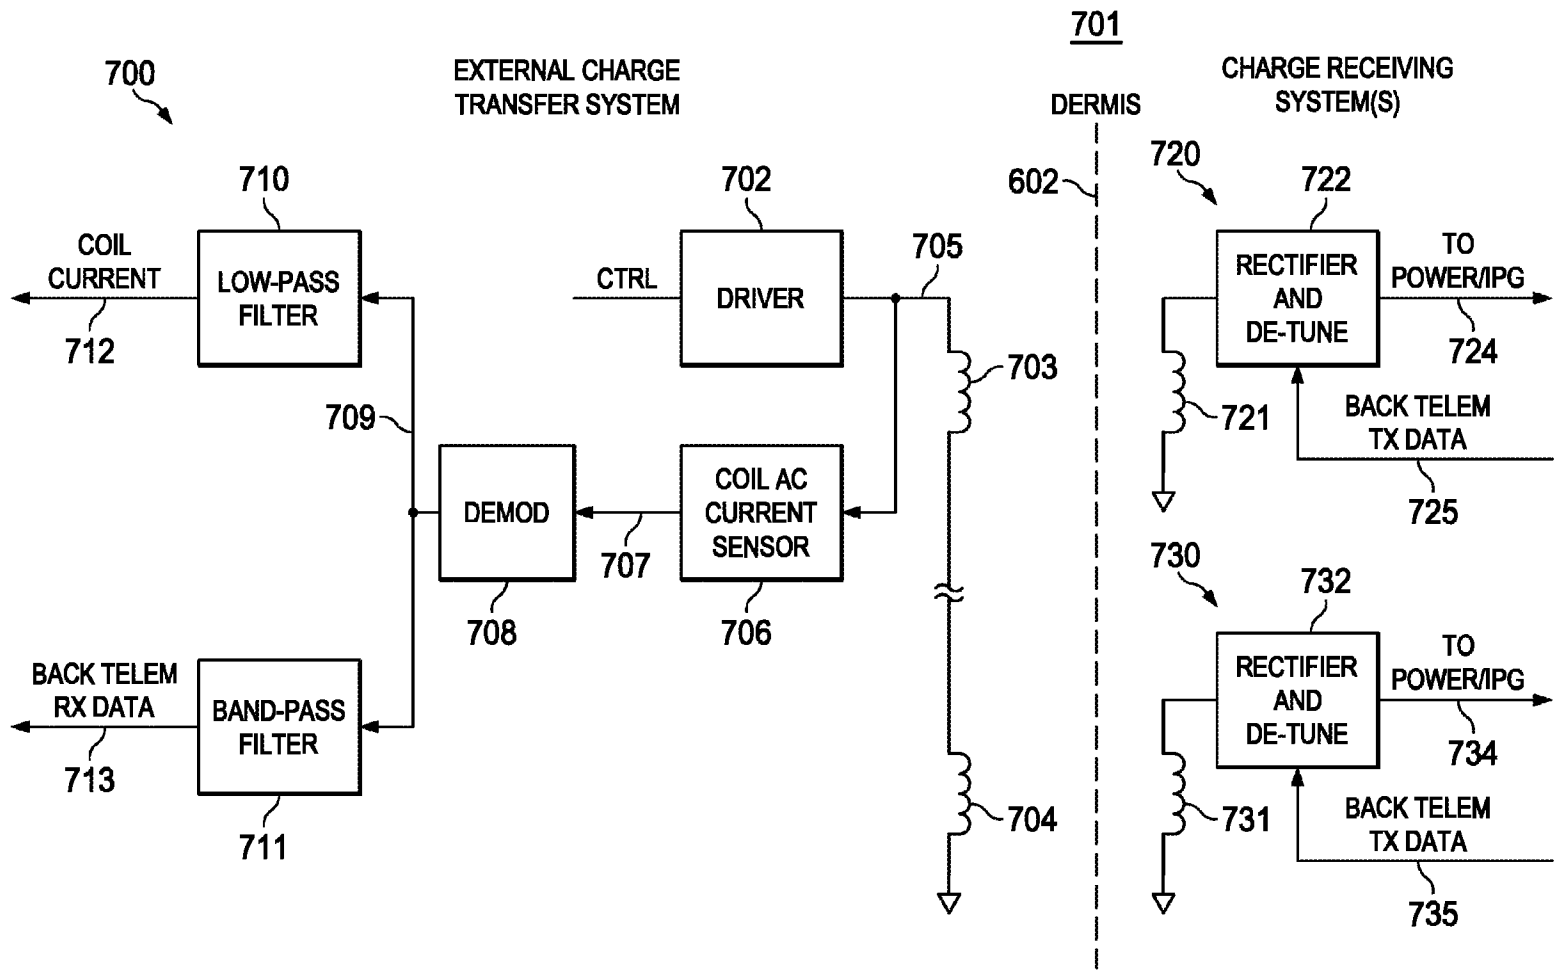 701
700
EXTERNAL CHARGE
TRANSFER SYSTEM
CHARGE RECEIVING
SYSTEM(S)
DERMIS
710
702
602
720
722
COIL
CURRENT
712
LOW-PASS
FILTER
CTRL
DRIVER
705
703
RECTIFIER
AND
DE-TUNE
TO
POWER/IPG
724
721
BACK TELEM
TX DATA
725
709
DEMOD
708
707
COIL AC
CURRENT
SENSOR
706
730
732
BACK TELEM
RX DATA
713
BAND-PASS
FILTER
711
704
RECTIFIER
AND
DE-TUNE
TO
POWER/IPG
734
731
BACK TELEM
TX DATA
735